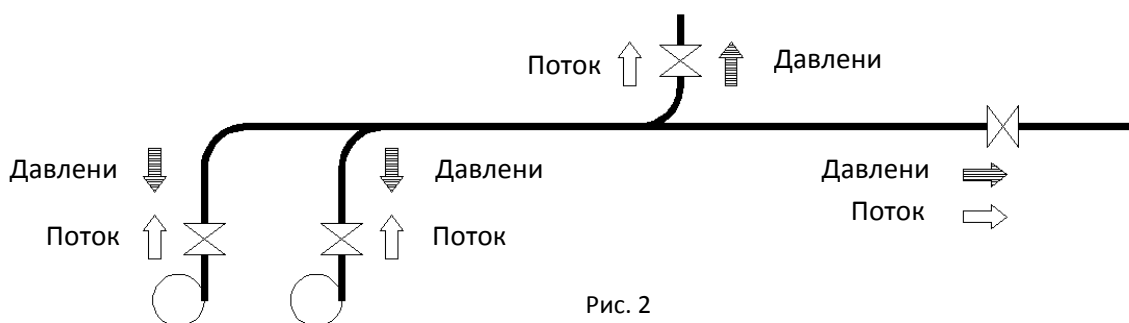 Поток
Давлени
Давлени
Давлени
Давлени
Поток
Поток
Поток
Рис. 2